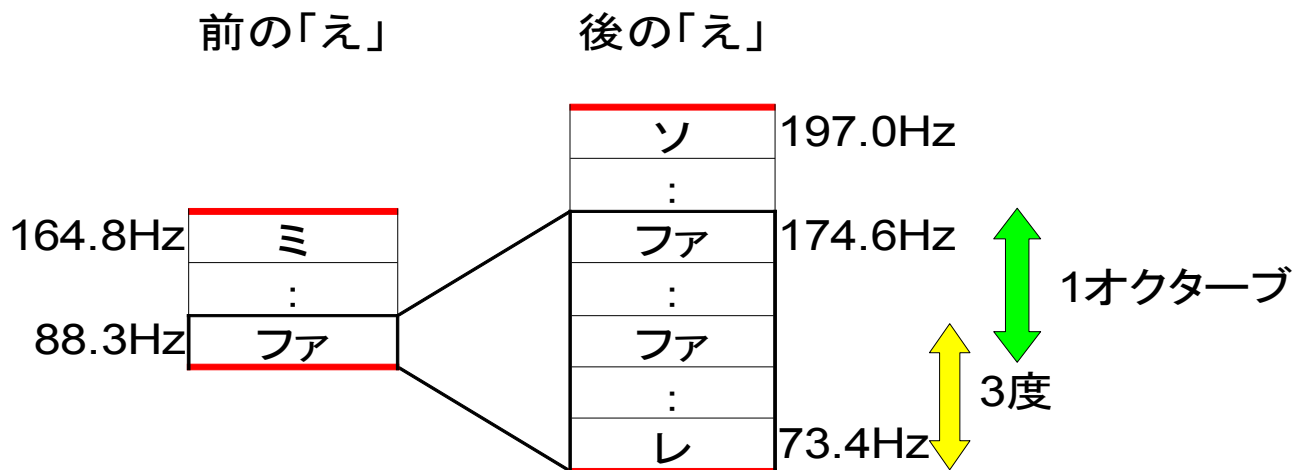 前の「え」
後の「え」
ソ 197.0Hz
:
164.8Hz ミ
ファ 174.6Hz
:
:
1オクターブ
88.3Hz ファ
ファ
:
3度
レ 73.4Hz